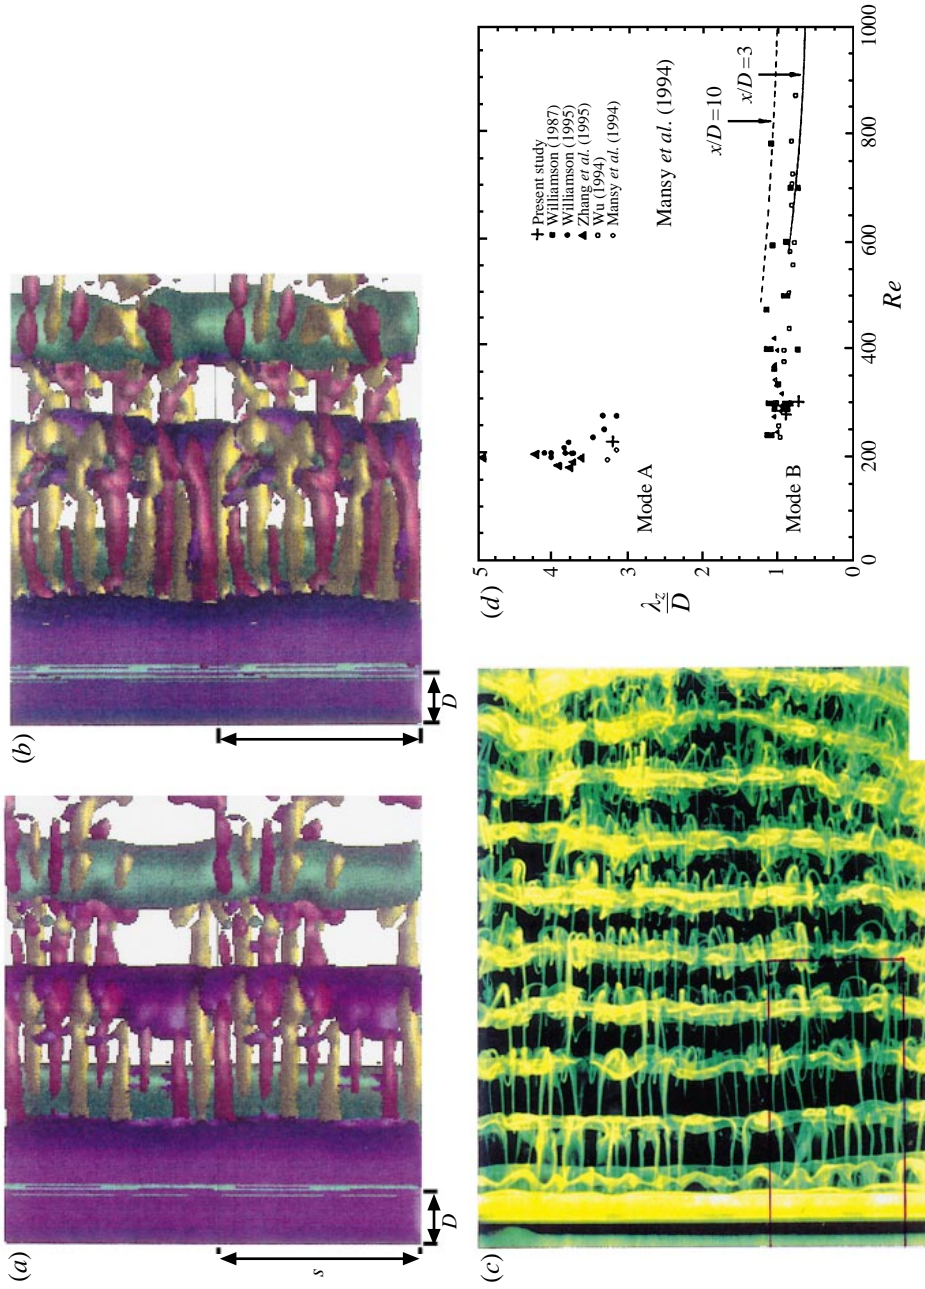 (a)
s
D
(b)
D
(c)
(d)
5
4
3
2
1
0
λz
D
0
200
400
600
800
1000
Re
Mode A
Mode B
Present study
Williamson (1987)
Williamson (1995)
Zhang et al. (1995)
Wu (1994)
Mansy et al. (1994)
Mansy et al. (1994)
x/D=10
x/D=3